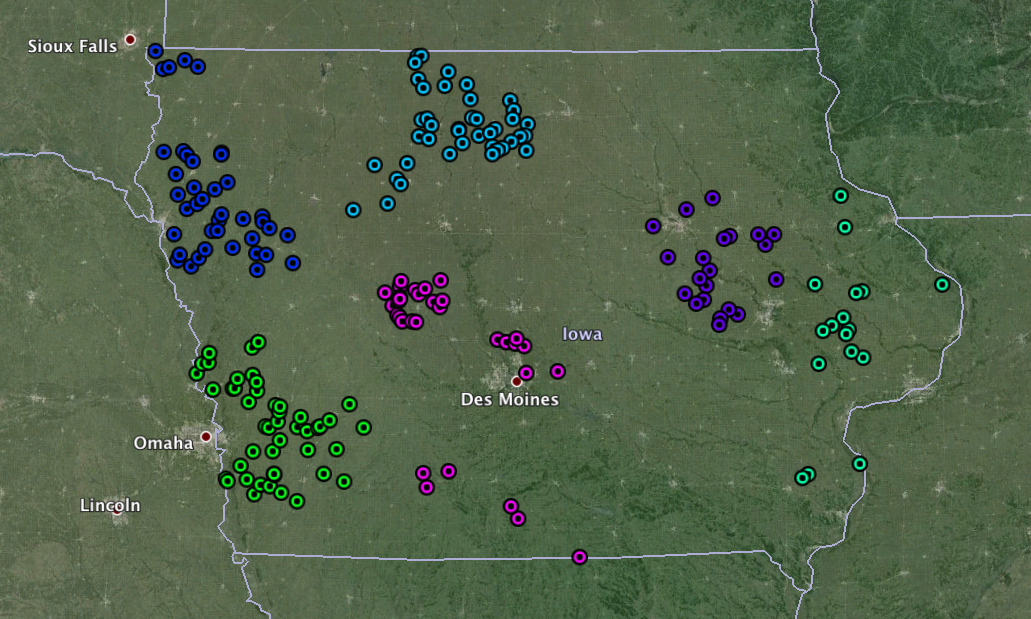 Sioux Falls
Iowa
Des Moines
Omaha
Lincoln